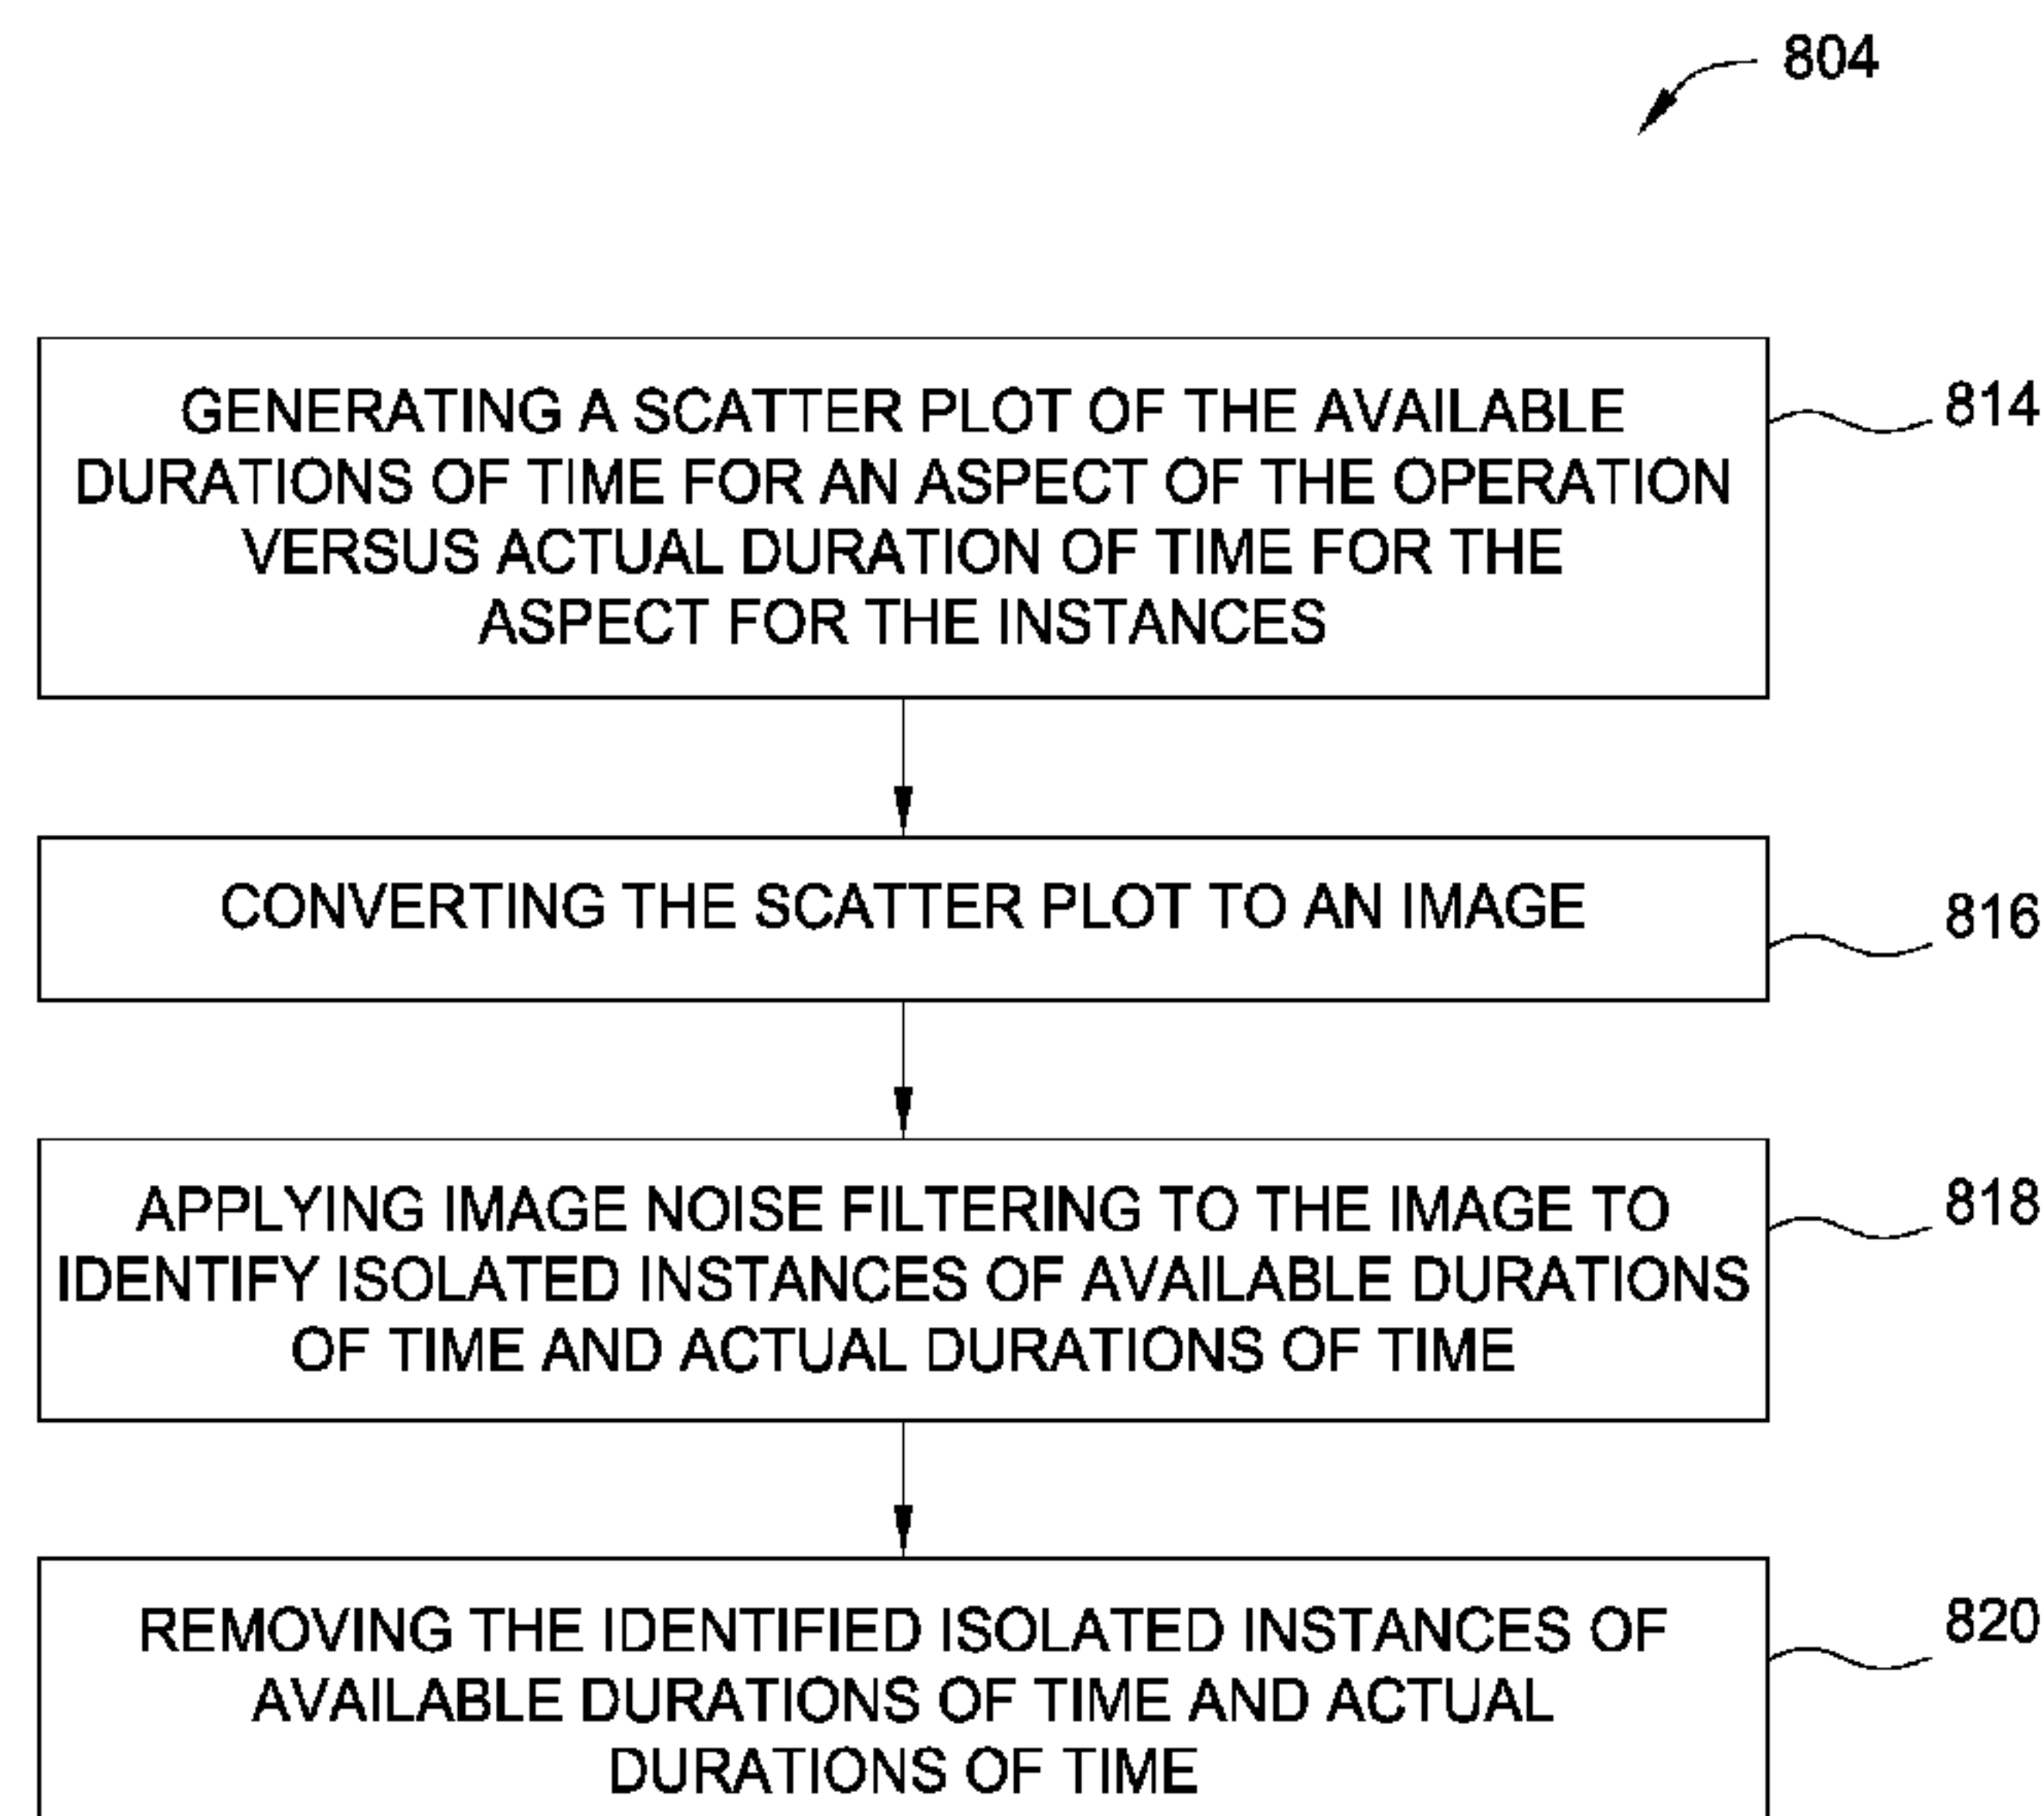 804
GENERATING A SCATTER PLOT OF THE AVAILABLE
DURATIONS OF TIME FOR AN ASPECT OF THE OPERATION
VERSUS ACTUAL DURATION OF TIME FOR THE
ASPECT FOR THE INSTANCES
814
CONVERTING THE SCATTER PLOT TO AN IMAGE
816
APPLYING IMAGE NOISE FILTERING TO THE IMAGE TO
IDENTIFY ISOLATED INSTANCES OF AVAILABLE DURATIONS
OF TIME AND ACTUAL DURATIONS OF TIME
818
REMOVING THE IDENTIFIED ISOLATED INSTANCES OF
AVAILABLE DURATIONS OF TIME AND ACTUAL
DURATIONS OF TIME
820